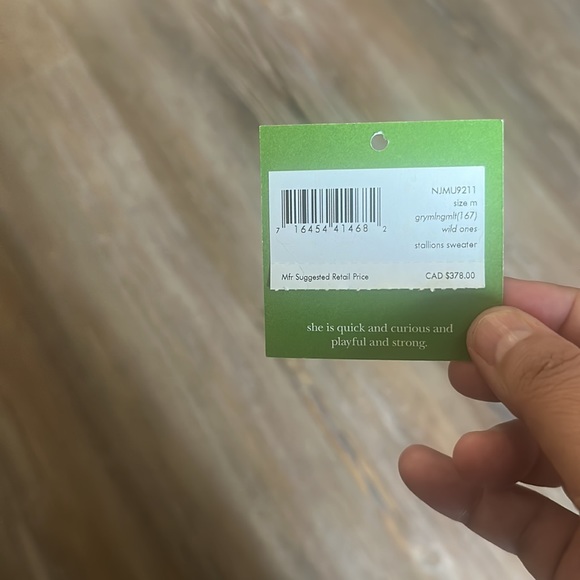 NJMU9211
size m
grymlngmlt(167)
wild ones
stallions sweater
7 16454 41468 2
Mfr Suggested Retail Price CAD $378.00
she is quick and curious and
playful and strong.